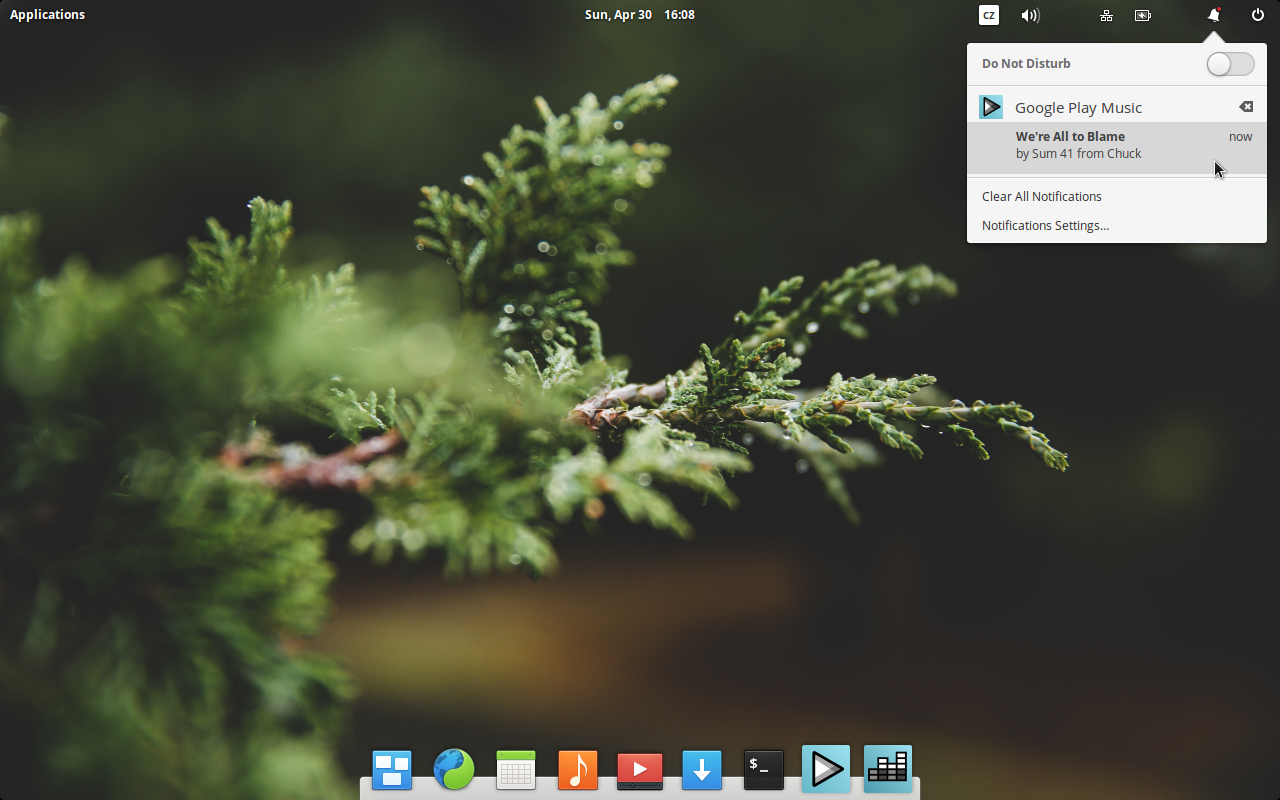 Applications
Sun, Apr 30 16:08
CZ
Do Not Disturb
Google Play Music
We're All to Blame now
by Sum 41 from Chuck
Clear All Notifications
Notifications Settings...
$_